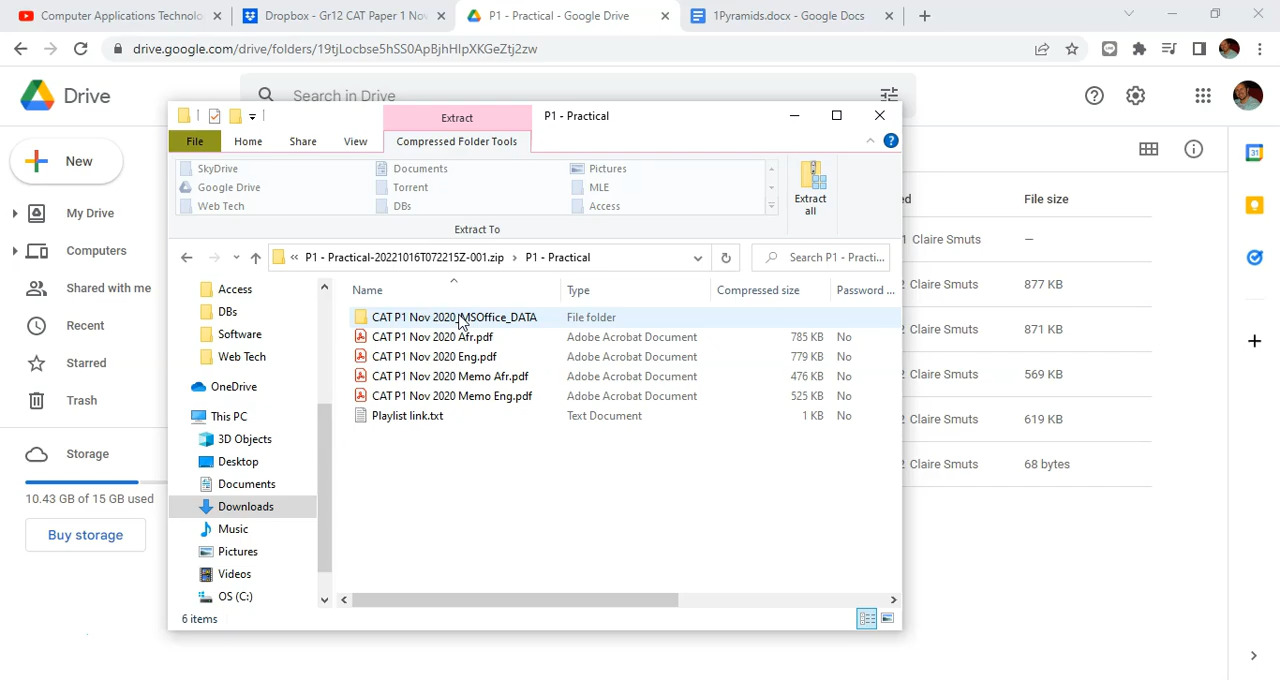 Computer Applications Technolo
Dropbox - Gr12 CAT Paper 1 Nov
P1 - Practical - Google Drive
1Pyramids.docx - Google Docs
drive.google.com/drive/folders/19tjLocbse5hSS0ApBjhHlpXKGeZtj2zw
Drive
Search in Drive
New
My Drive
Computers
Shared with me
Recent
Starred
Trash
Storage
10.43 GB of 15 GB used
Buy storage
Extract
P1 - Practical
File
Home
Share
View
Compressed Folder Tools
SkyDrive
Documents
Pictures
Google Drive
Torrent
MLE
Web Tech
DBs
Access
Extract To
Extract all
« P1 - Practical-20221016T072215Z-001.zip > P1 - Practical
Search P1 - Practi...
Access
DBs
Software
Web Tech
OneDrive
This PC
3D Objects
Desktop
Documents
Downloads
Music
Pictures
Videos
OS (C:)
Name Type Compressed size Password ...
CAT P1 Nov 2020 MSOffice_DATA File folder
CAT P1 Nov 2020 Afr.pdf Adobe Acrobat Document 785 KB No
CAT P1 Nov 2020 Eng.pdf Adobe Acrobat Document 779 KB No
CAT P1 Nov 2020 Memo Afr.pdf Adobe Acrobat Document 476 KB No
CAT P1 Nov 2020 Memo Eng.pdf Adobe Acrobat Document 525 KB No
Playlist link.txt Text Document 1 KB No
6 items
ed File size
1 Claire Smuts —
2 Claire Smuts 877 KB
2 Claire Smuts 871 KB
2 Claire Smuts 569 KB
2 Claire Smuts 619 KB
2 Claire Smuts 68 bytes
31